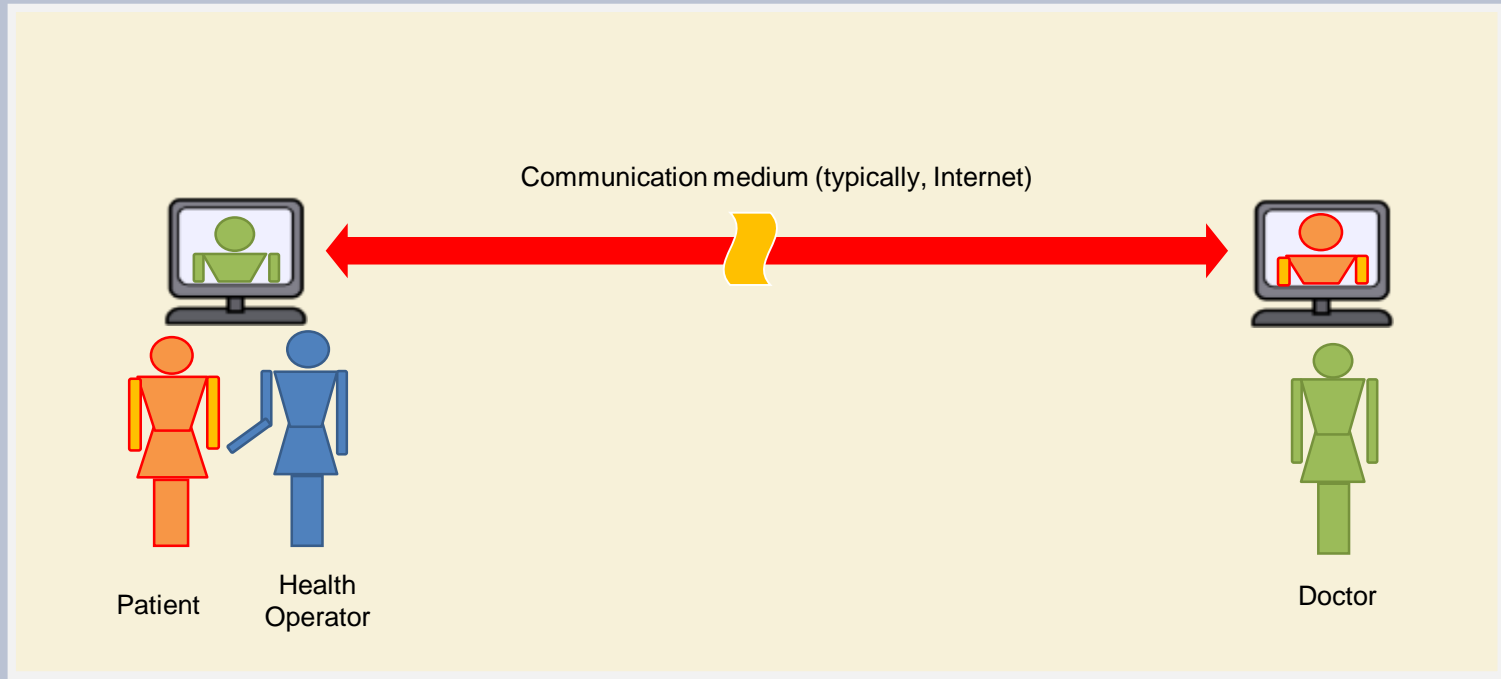 Communication medium (typically, Internet)
Patient
Health
Operator
Doctor